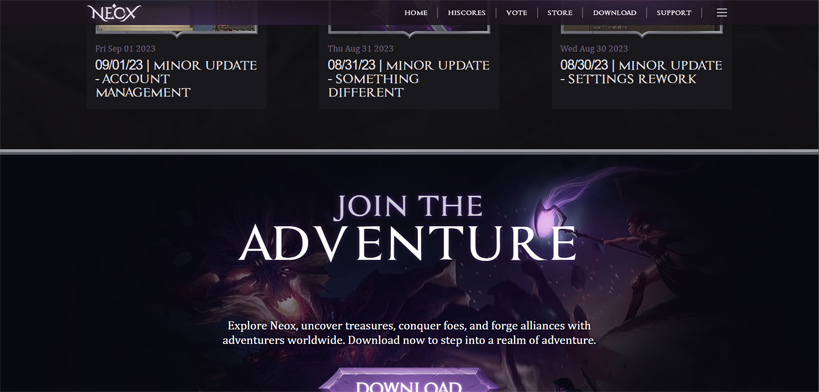 NEOX
HOME
HISCORES
VOTE
STORE
DOWNLOAD
SUPPORT
Fri Sep 01 2023
09/01/23 | MINOR UPDATE
- ACCOUNT
MANAGEMENT
Thu Aug 31 2023
08/31/23 | MINOR UPDATE
- SOMETHING
DIFFERENT
Wed Aug 30 2023
08/30/23 | MINOR UPDATE
- SETTINGS REWORK
JOIN THE
ADVENTURE
Explore Neox, uncover treasures, conquer foes, and forge alliances with
adventurers worldwide. Download now to step into a realm of adventure.
DOWNLOAD